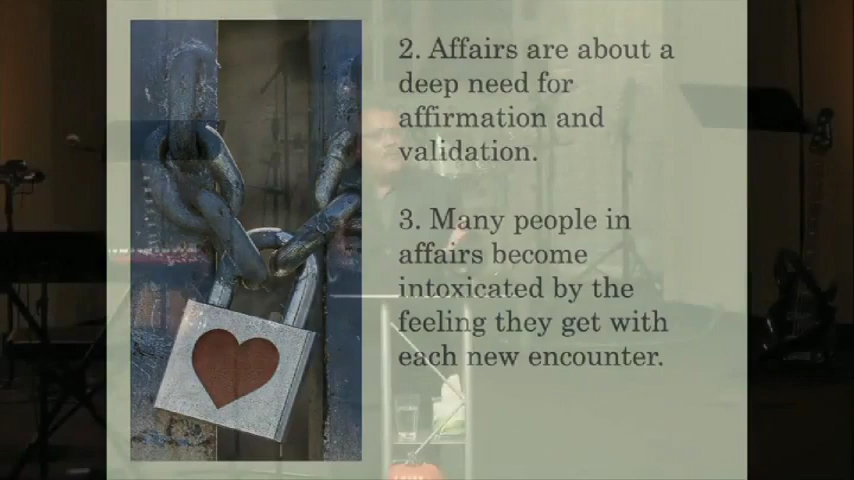 2. Affairs are about a
deep need for
affirmation and
validation.
3. Many people in
affairs become
intoxicated by the
feeling they get with
each new encounter.